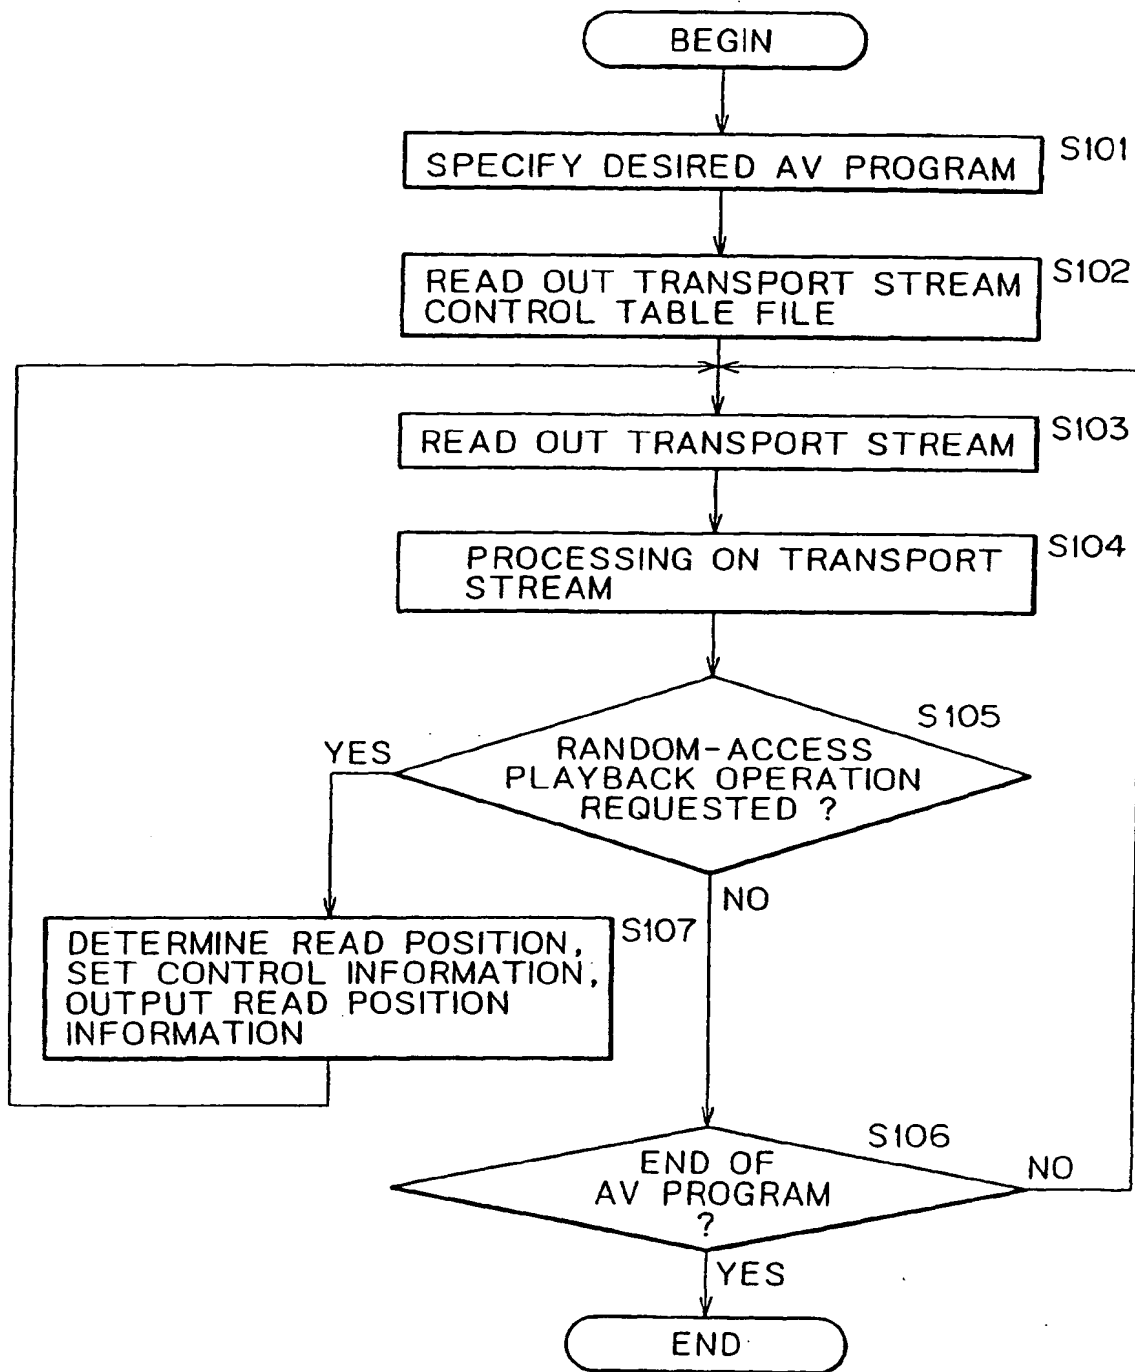 BEGIN
SPECIFY DESIRED AV PROGRAM
S101
READ OUT TRANSPORT STREAM
CONTROL TABLE FILE
S102
READ OUT TRANSPORT STREAM
S103
PROCESSING ON TRANSPORT
STREAM
S104
S105
RANDOM-ACCESS
PLAYBACK OPERATION
REQUESTED ?
YES
NO
S107
DETERMINE READ POSITION,
SET CONTROL INFORMATION,
OUTPUT READ POSITION
INFORMATION
S106
END OF
AV PROGRAM
?
NO
YES
END